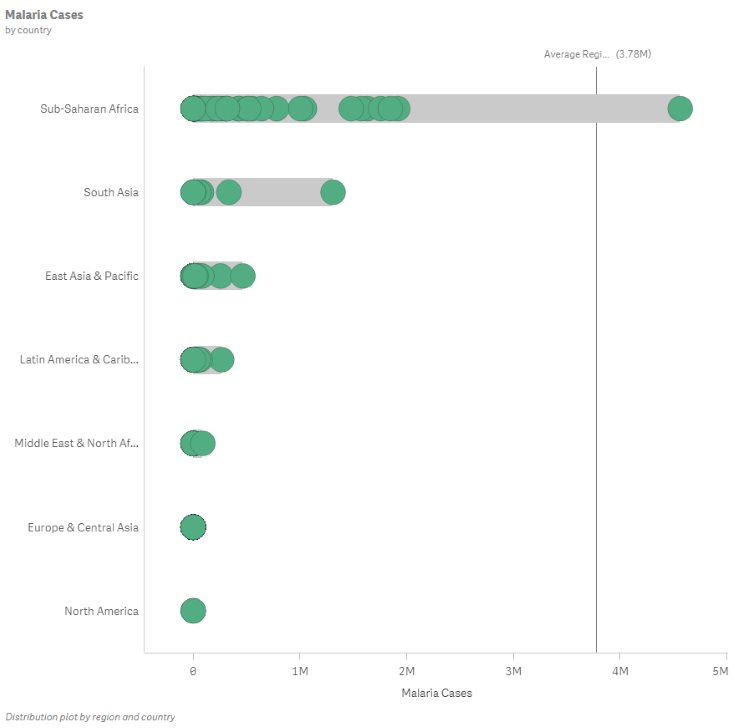 Malaria Cases
by country
Average Regi... (3.78M)
Sub-Saharan Africa
South Asia
East Asia & Pacific
Latin America & Carib...
Middle East & North Af...
Europe & Central Asia
North America
0 1M 2M 3M 4M 5M
Malaria Cases
Distribution plot by region and country